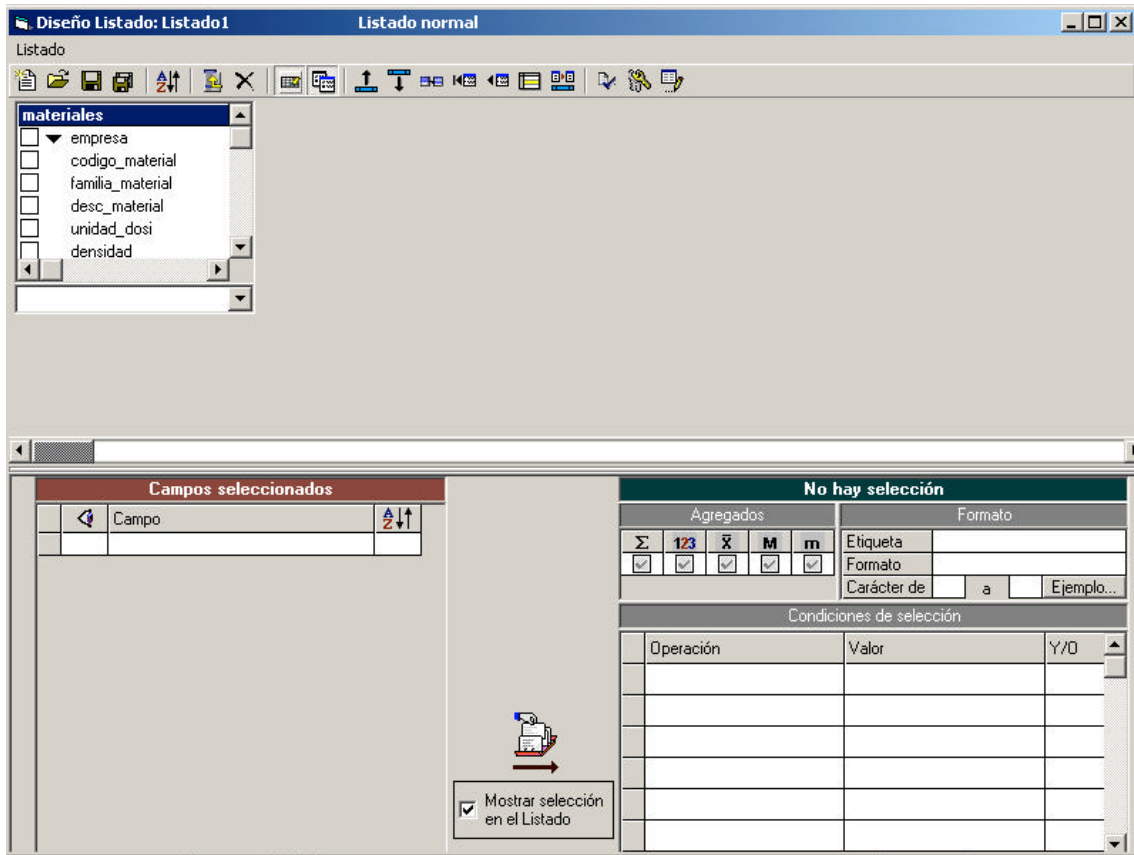 Diseño Listado: Listado1 Listado normal
Listado
materiales
empresa
codigo_material
familia_material
desc_material
unidad_dosi
densidad
Campos seleccionados
Campo
No hay selección
Agregados Formato
Σ 123 X̅ M m
Etiqueta
Formato
Carácter de a Ejemplo...
Condiciones de selección
Operación Valor Y/O
Mostrar selección
en el Listado